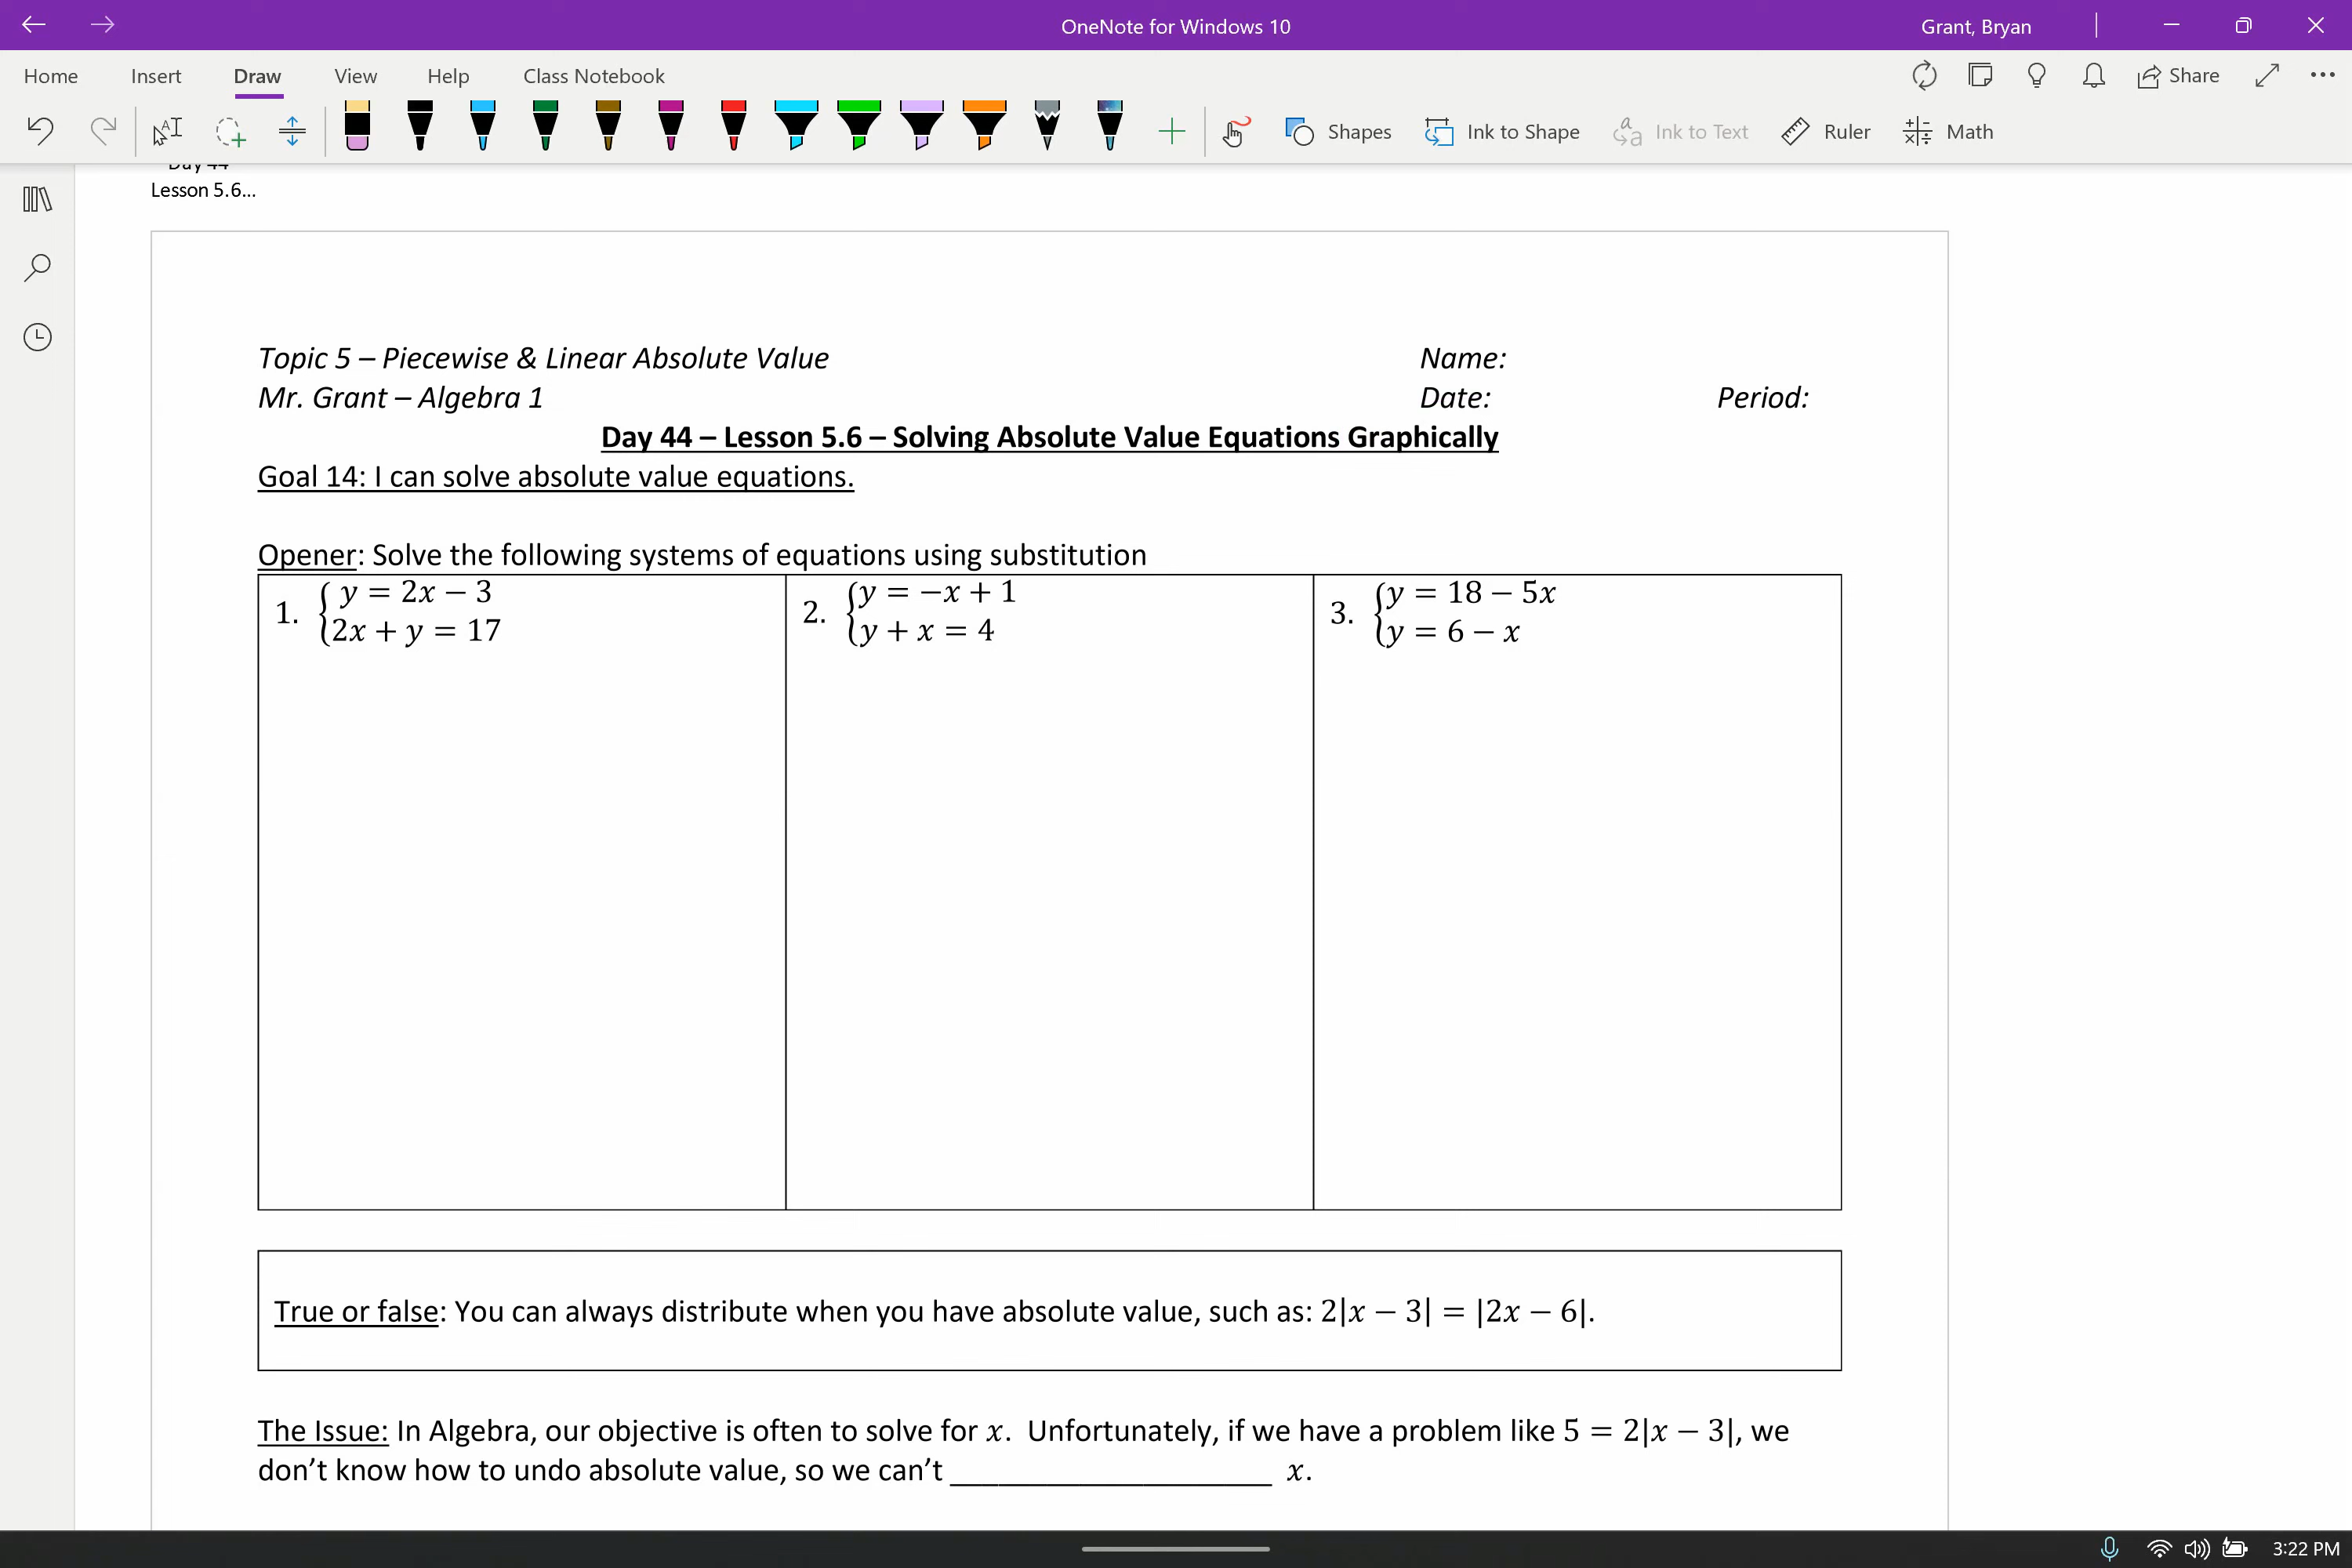 OneNote for Windows 10
Grant, Bryan
Home Insert Draw View Help Class Notebook
Share
Shapes Ink to Shape Ink to Text Ruler Math
Day 44
Lesson 5.6...
Topic 5 – Piecewise & Linear Absolute Value Name:
Mr. Grant – Algebra 1 Date: Period:
Day 44 – Lesson 5.6 – Solving Absolute Value Equations Graphically
Goal 14: I can solve absolute value equations.
Opener: Solve the following systems of equations using substitution
1. { y = 2x − 3
2x + y = 17
2. { y = −x + 1
y + x = 4
3. { y = 18 − 5x
y = 6 − x
True or false: You can always distribute when you have absolute value, such as: 2|x − 3| = |2x − 6|.
The Issue: In Algebra, our objective is often to solve for x. Unfortunately, if we have a problem like 5 = 2|x − 3|, we
don’t know how to undo absolute value, so we can’t ____________________ x.
3:22 PM